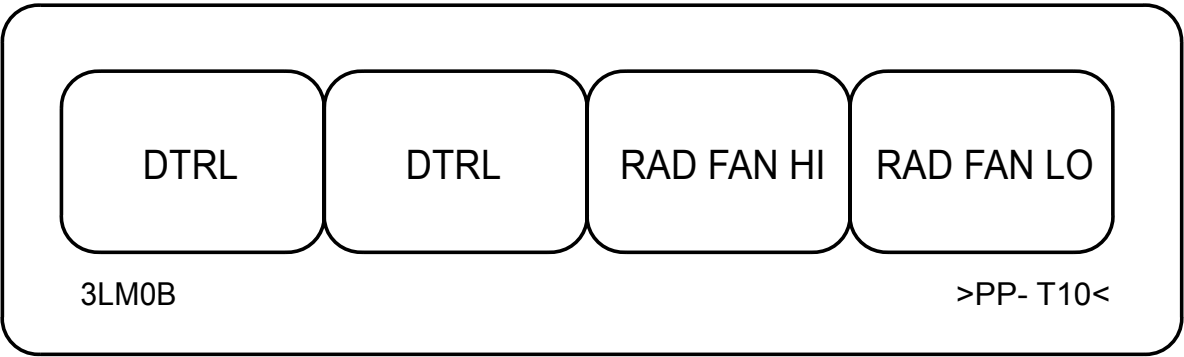 DTRL DTRL RAD FAN HI RAD FAN LO
3LM0B >PP- T10<